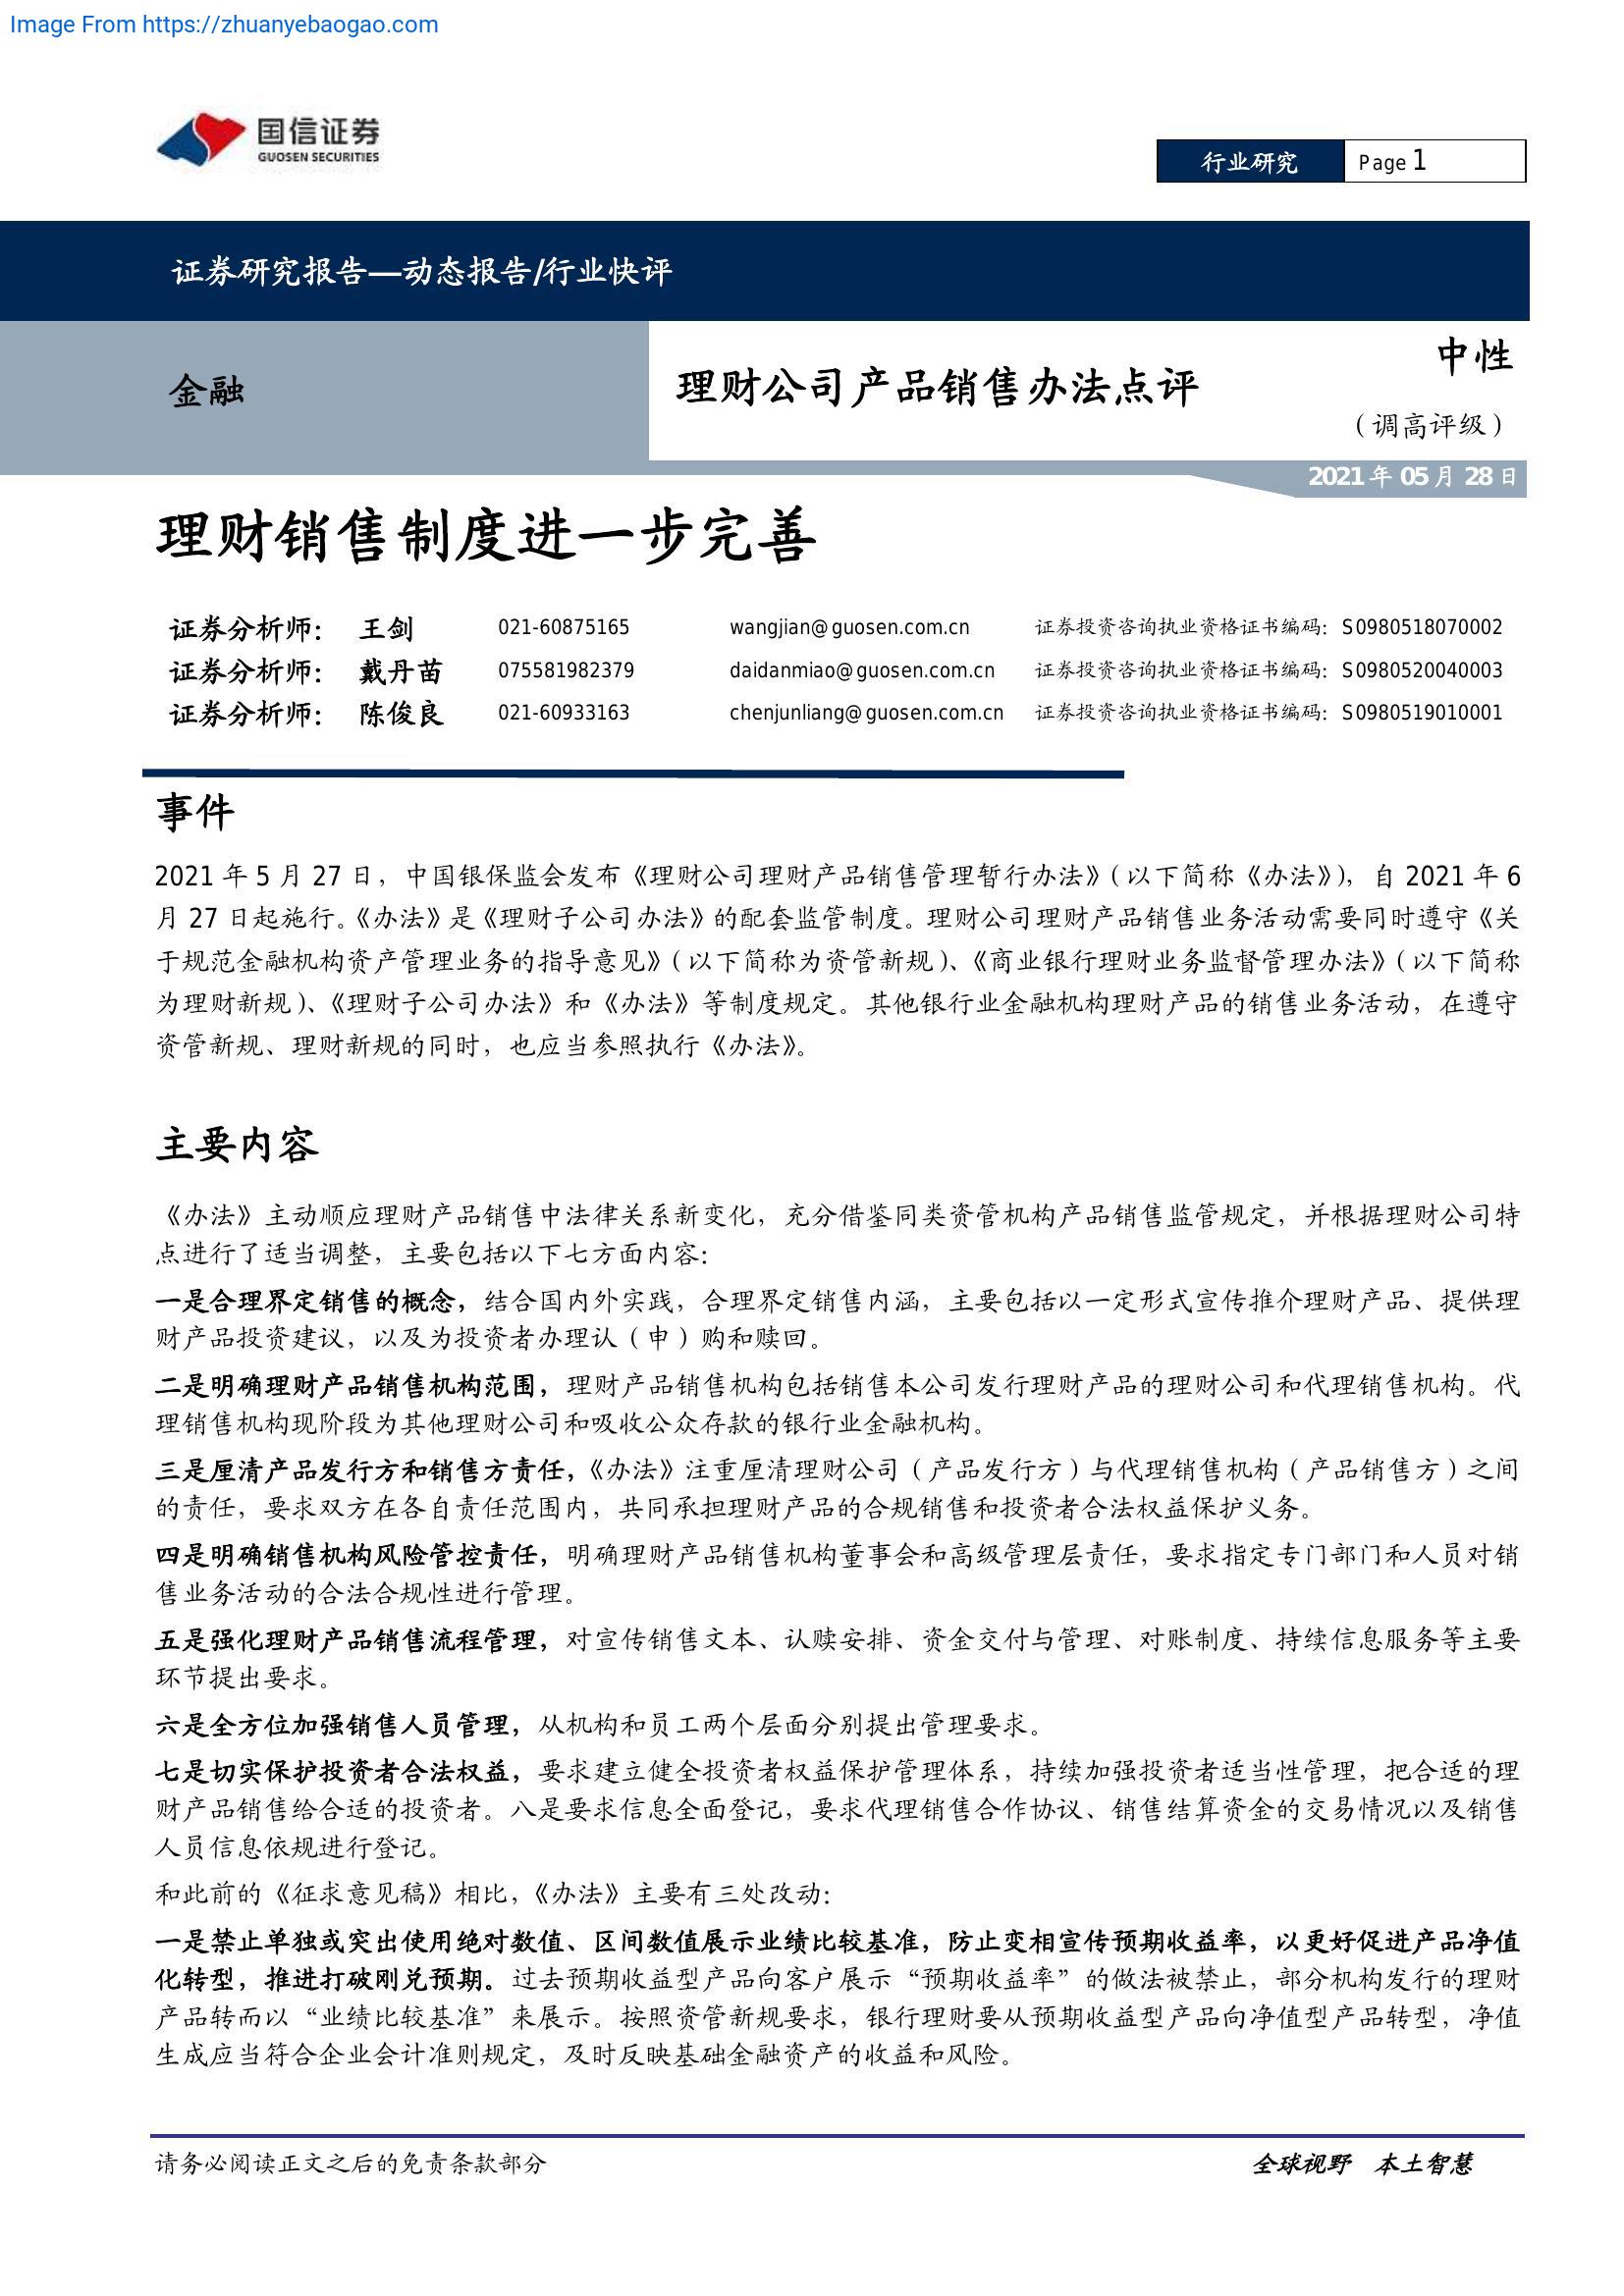 Image From https://zhuanyebaogao.com
国信证券
GUOSEN SECURITIES
行业研究 Page 1
证券研究报告—动态报告/行业快评
金融
理财公司产品销售办法点评
中性
（调高评级）
2021 年 05 月 28 日
理财销售制度进一步完善
证券分析师： 王剑 021-60875165 wangjian@guosen.com.cn 证券投资咨询执业资格证书编码：S0980518070002
证券分析师： 戴丹苗 075581982379 daidanmiao@guosen.com.cn 证券投资咨询执业资格证书编码：S0980520040003
证券分析师： 陈俊良 021-60933163 chenjunliang@guosen.com.cn 证券投资咨询执业资格证书编码：S0980519010001
事件
2021 年 5 月 27 日，中国银保监会发布《理财公司理财产品销售管理暂行办法》（以下简称《办法》），自 2021 年 6
月 27 日起施行。《办法》是《理财子公司办法》的配套监管制度。理财公司理财产品销售业务活动需要同时遵守《关
于规范金融机构资产管理业务的指导意见》（以下简称为资管新规）、《商业银行理财业务监督管理办法》（以下简称
为理财新规）、《理财子公司办法》和《办法》等制度规定。其他银行业金融机构理财产品的销售业务活动，在遵守
资管新规、理财新规的同时，也应当参照执行《办法》。
主要内容
《办法》主动顺应理财产品销售中法律关系新变化，充分借鉴同类资管机构产品销售监管规定，并根据理财公司特
点进行了适当调整，主要包括以下七方面内容：
一是合理界定销售的概念，结合国内外实践，合理界定销售内涵，主要包括以一定形式宣传推介理财产品、提供理
财产品投资建议，以及为投资者办理认（申）购和赎回。
二是明确理财产品销售机构范围，理财产品销售机构包括销售本公司发行理财产品的理财公司和代理销售机构。代
理销售机构现阶段为其他理财公司和吸收公众存款的银行业金融机构。
三是厘清产品发行方和销售方责任，《办法》注重厘清理财公司（产品发行方）与代理销售机构（产品销售方）之间
的责任，要求双方在各自责任范围内，共同承担理财产品的合规销售和投资者合法权益保护义务。
四是明确销售机构风险管控责任，明确理财产品销售机构董事会和高级管理层责任，要求指定专门部门和人员对销
售业务活动的合法合规性进行管理。
五是强化理财产品销售流程管理，对宣传销售文本、认赎安排、资金交付与管理、对账制度、持续信息服务等主要
环节提出要求。
六是全方位加强销售人员管理，从机构和员工两个层面分别提出管理要求。
七是切实保护投资者合法权益，要求建立健全投资者权益保护管理体系，持续加强投资者适当性管理，把合适的理
财产品销售给合适的投资者。八是要求信息全面登记，要求代理销售合作协议、销售结算资金的交易情况以及销售
人员信息依规进行登记。
和此前的《征求意见稿》相比，《办法》主要有三处改动：
一是禁止单独或突出使用绝对数值、区间数值展示业绩比较基准，防止变相宣传预期收益率，以更好促进产品净值
化转型，推进打破刚兑预期。过去预期收益型产品向客户展示“预期收益率”的做法被禁止，部分机构发行的理财
产品转而以“业绩比较基准”来展示。按照资管新规要求，银行理财要从预期收益型产品向净值型产品转型，净值
生成应当符合企业会计准则规定，及时反映基础金融资产的收益和风险。
请务必阅读正文之后的免责条款部分
全球视野 本土智慧